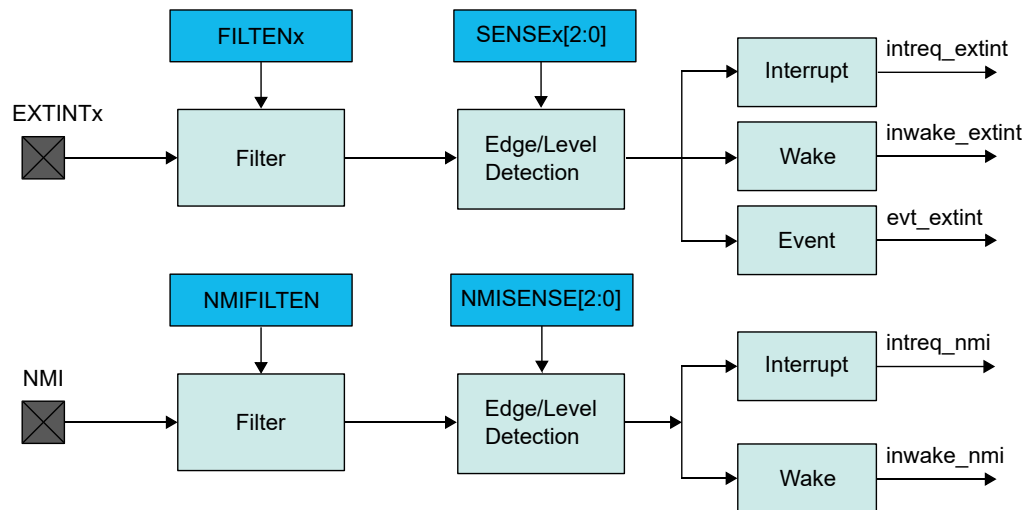 FILTENx
SENSEx[2:0]
intreq_extint
Interrupt
EXTINTx
inwake_extint
Filter
Edge/Level
Detection
Wake
evt_extint
Event
NMIFILTEN
NMISENSE[2:0]
intreq_nmi
Interrupt
NMI
Filter
Edge/Level
Detection
inwake_nmi
Wake